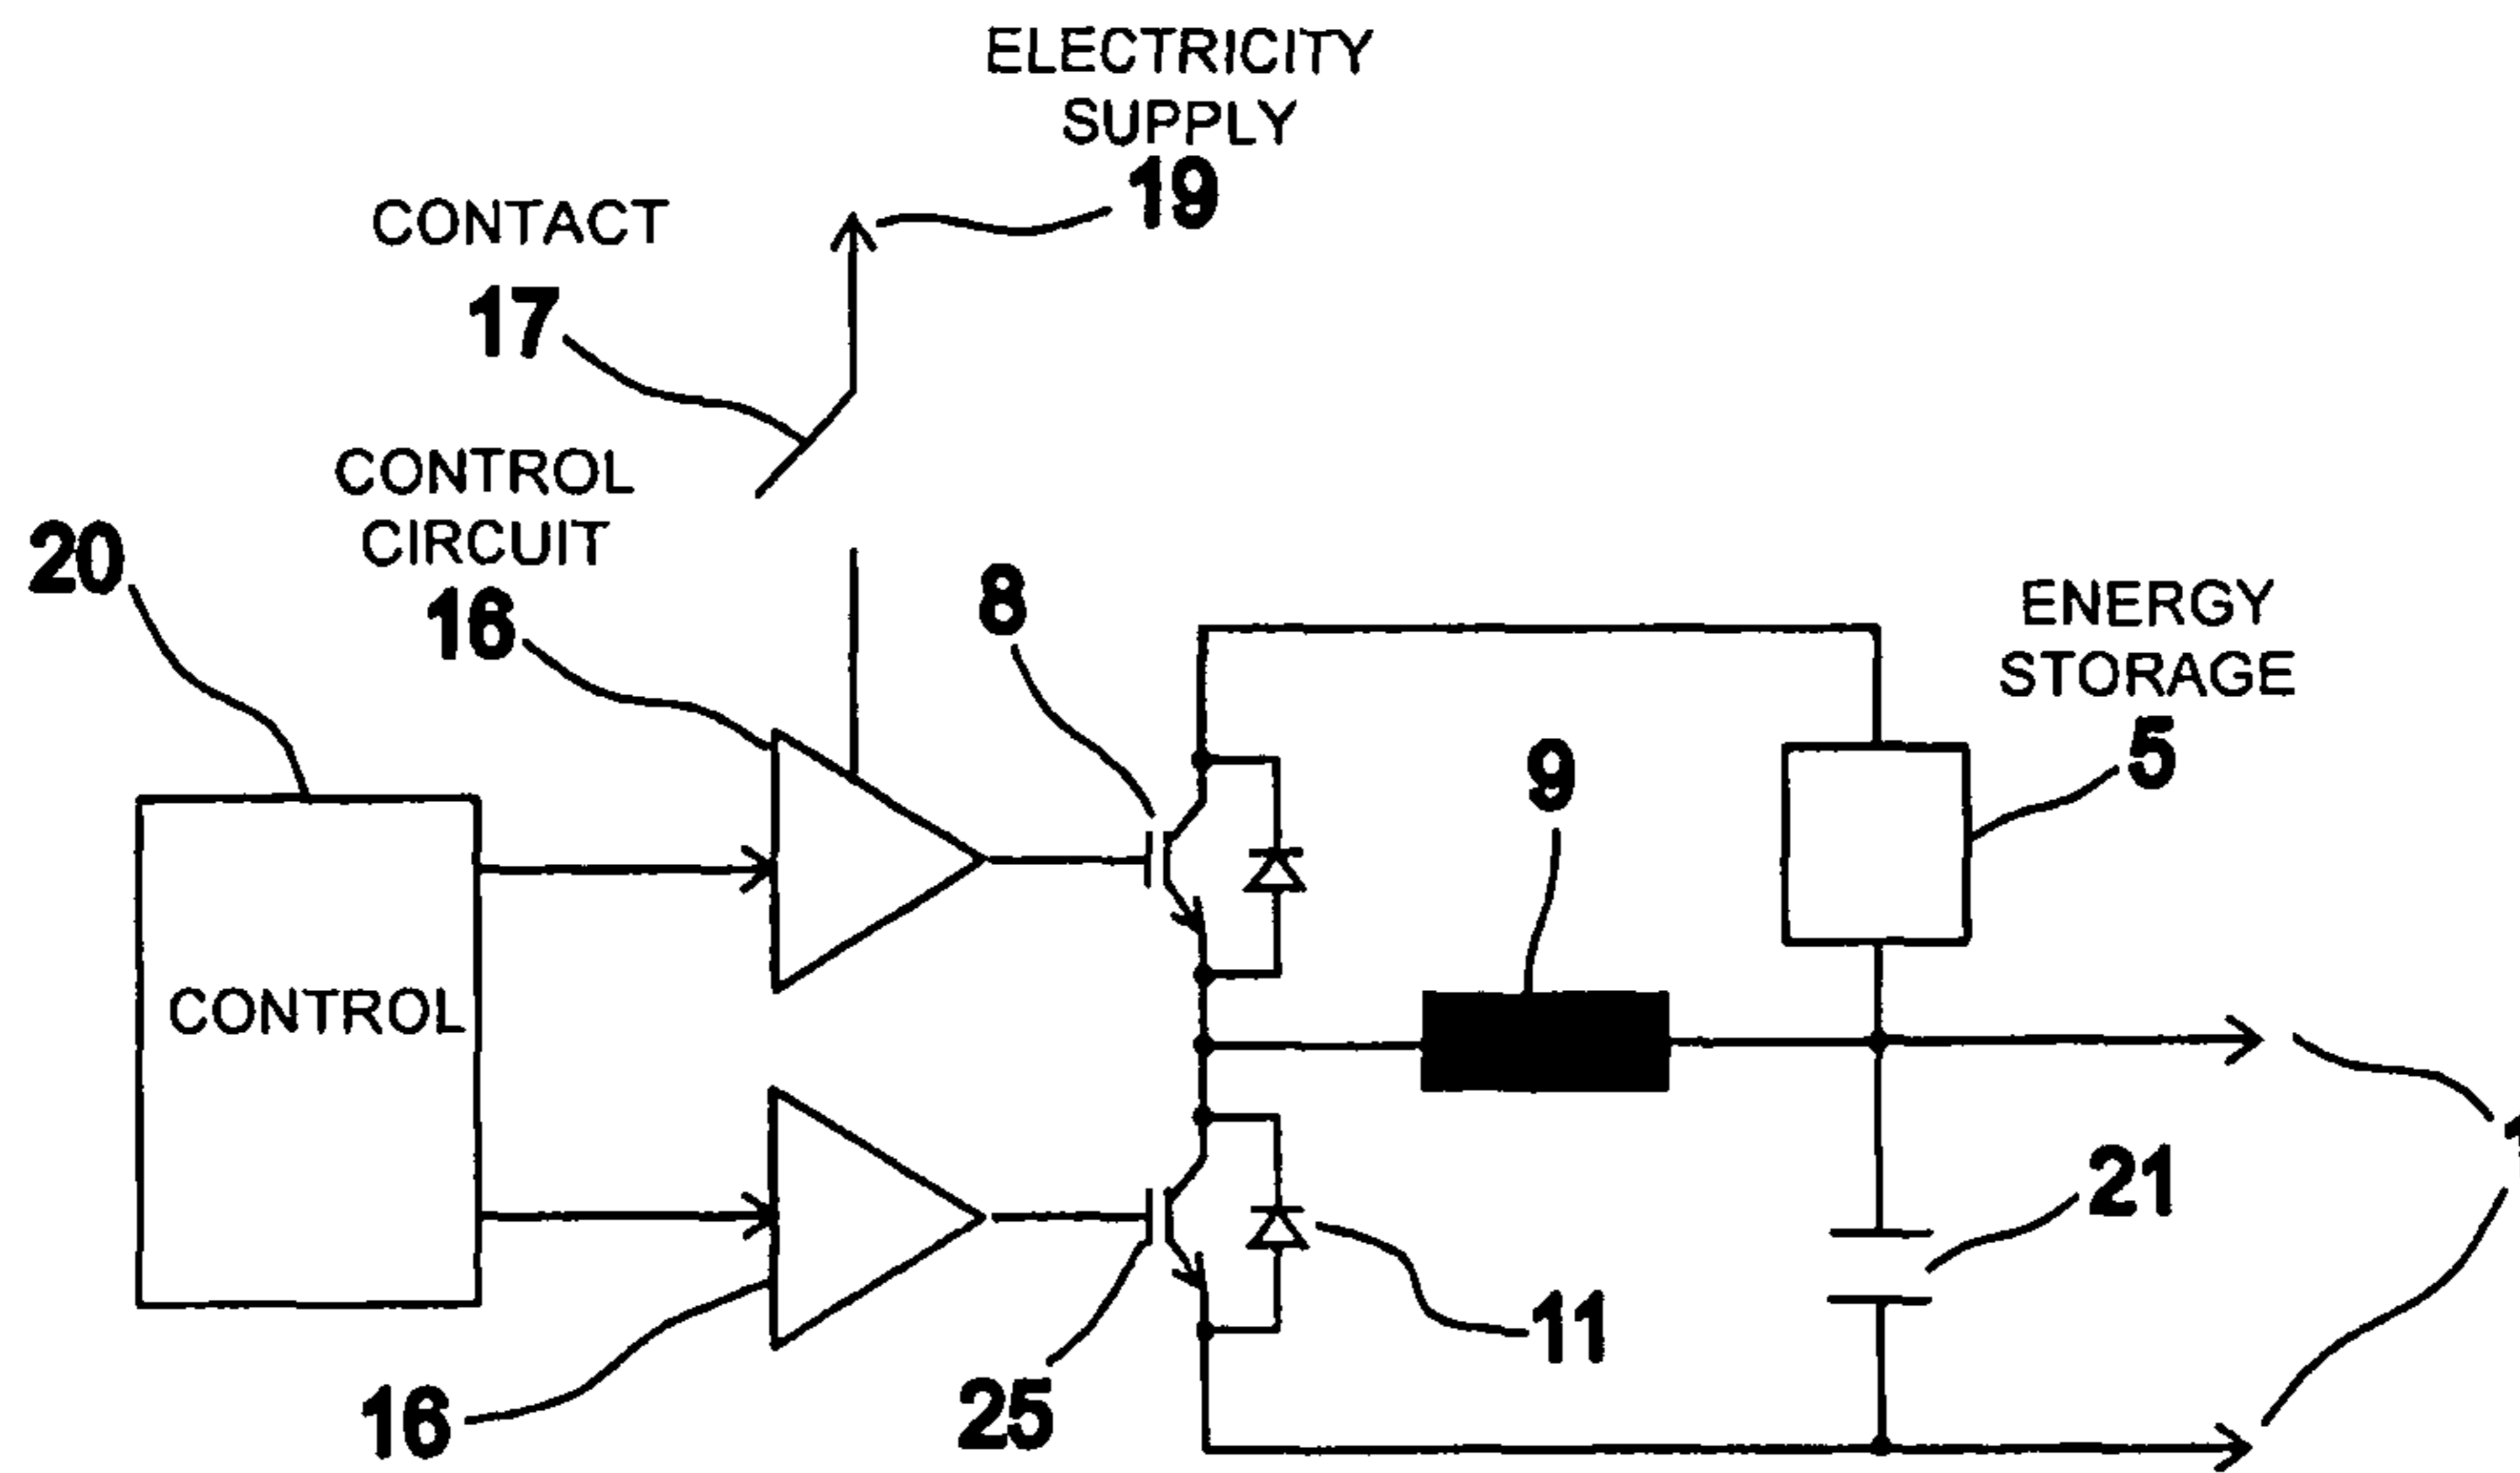 ELECTRICITY
SUPPLY
19
CONTACT
17
CONTROL
CIRCUIT
16
20
8
ENERGY
STORAGE
5
9
CONTROL
21
11
25
16